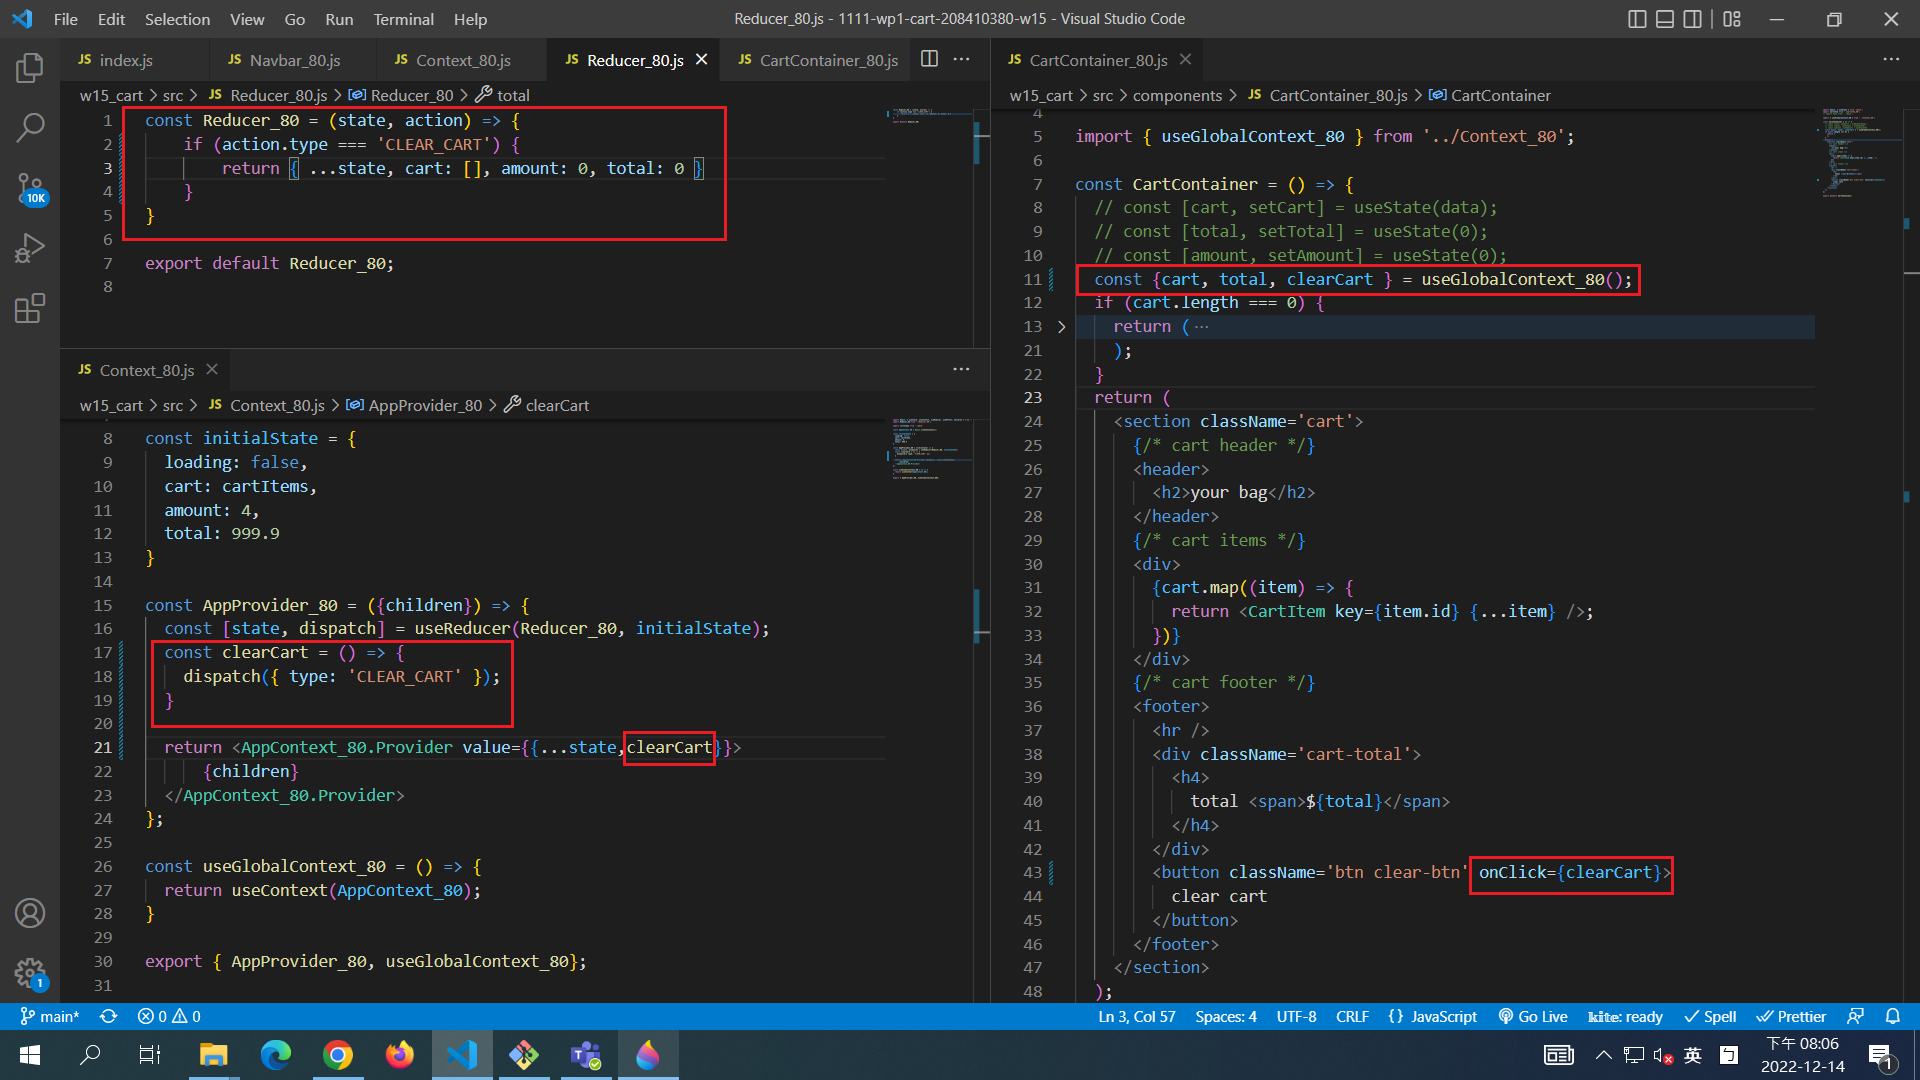 File Edit Selection View Go Run Terminal Help
Reducer_80.js - 1111-wp1-cart-208410380-w15 - Visual Studio Code
JS index.js
JS Navbar_80.js
JS Context_80.js
JS Reducer_80.js
JS CartContainer_80.js
w15_cart > src > JS Reducer_80.js > Reducer_80 > total
1 const Reducer_80 = (state, action) => {
2 if (action.type === 'CLEAR_CART') {
3 return { ...state, cart: [], amount: 0, total: 0 }
4 }
5 }
6
7 export default Reducer_80;
8
JS Context_80.js
w15_cart > src > JS Context_80.js > AppProvider_80 > clearCart
8 const initialState = {
9 loading: false,
10 cart: cartItems,
11 amount: 4,
12 total: 999.9
13 }
14
15 const AppProvider_80 = ({children}) => {
16 const [state, dispatch] = useReducer(Reducer_80, initialState);
17 const clearCart = () => {
18 dispatch({ type: 'CLEAR_CART' });
19 }
20
21 return <AppContext_80.Provider value={{...state,clearCart}}>
22 {children}
23 </AppContext_80.Provider>
24 };
25
26 const useGlobalContext_80 = () => {
27 return useContext(AppContext_80);
28 }
29
30 export { AppProvider_80, useGlobalContext_80};
31
JS CartContainer_80.js
w15_cart > src > components > JS CartContainer_80.js > CartContainer
4
5 import { useGlobalContext_80 } from '../Context_80';
6
7 const CartContainer = () => {
8 // const [cart, setCart] = useState(data);
9 // const [total, setTotal] = useState(0);
10 // const [amount, setAmount] = useState(0);
11 const {cart, total, clearCart } = useGlobalContext_80();
12 if (cart.length === 0) {
13 return (···
21 );
22 }
23 return (
24 <section className='cart'>
25 {/* cart header */}
26 <header>
27 <h2>your bag</h2>
28 </header>
29 {/* cart items */}
30 <div>
31 {cart.map((item) => {
32 return <CartItem key={item.id} {...item} />;
33 })}
34 </div>
35 {/* cart footer */}
36 <footer>
37 <hr />
38 <div className='cart-total'>
39 <h4>
40 total <span>${total}</span>
41 </h4>
42 </div>
43 <button className='btn clear-btn' onClick={clearCart}>
44 clear cart
45 </button>
46 </footer>
47 </section>
48 );
10K
1
main* 0 0
Ln 3, Col 57 Spaces: 4 UTF-8 CRLF {} JavaScript Go Live kite: ready Spell Prettier
英
下午 08:06
2022-12-14
1